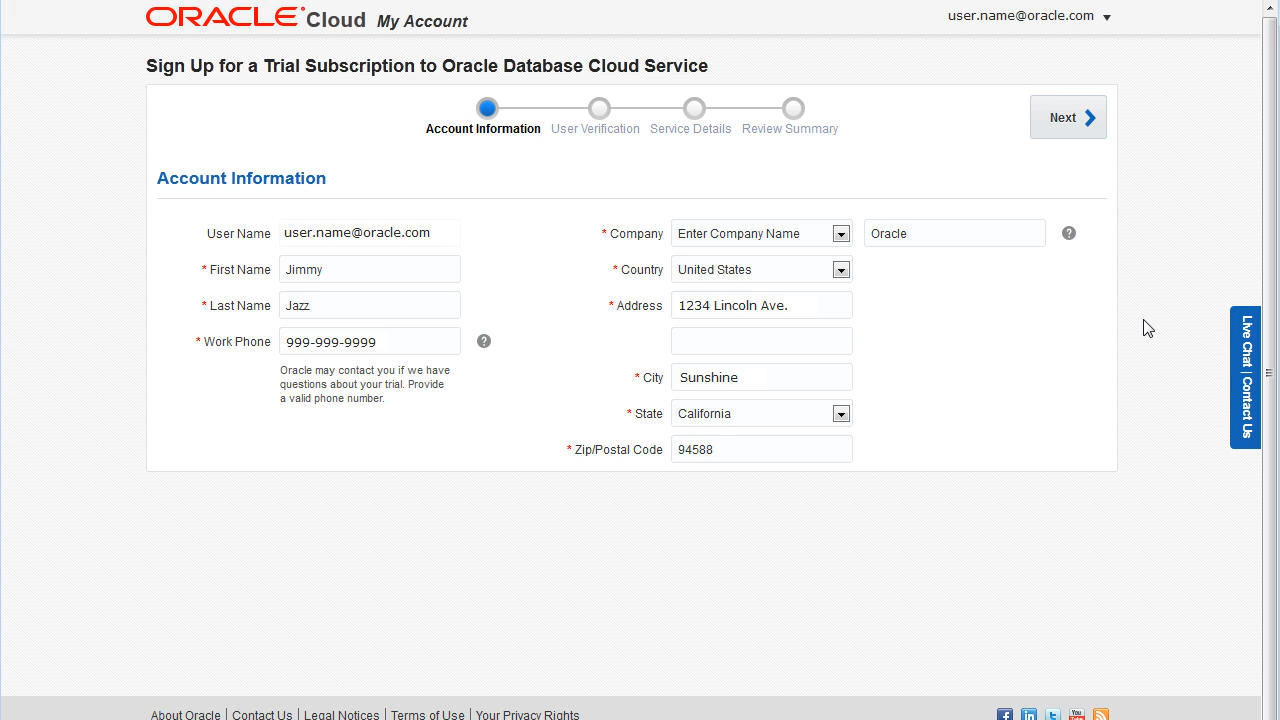 ORACLE Cloud My Account
user.name@oracle.com
Sign Up for a Trial Subscription to Oracle Database Cloud Service
Account Information User Verification Service Details Review Summary
Next
Account Information
User Name user.name@oracle.com
* First Name Jimmy
* Last Name Jazz
* Work Phone 999-999-9999 ?
Oracle may contact you if we have
questions about your trial. Provide
a valid phone number.
* Company Enter Company Name Oracle ?
* Country United States
* Address 1234 Lincoln Ave.
* City Sunshine
* State California
* Zip/Postal Code 94588
Live Chat | Contact Us
About Oracle | Contact Us | Legal Notices | Terms of Use | Your Privacy Rights
f in t You